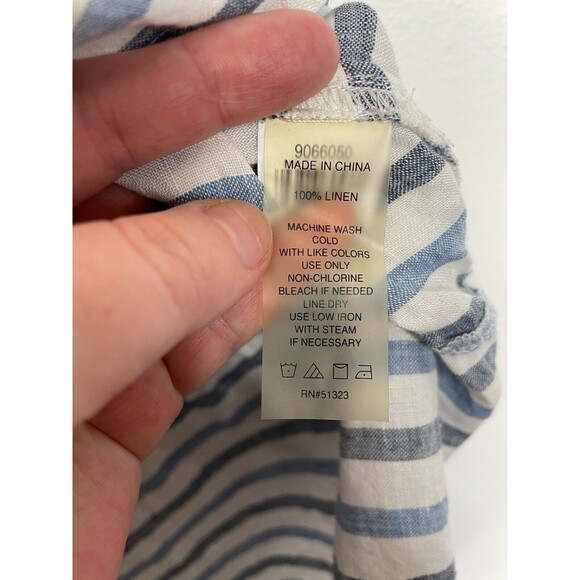 9066050
MADE IN CHINA
100% LINEN
MACHINE WASH
COLD
WITH LIKE COLORS
USE ONLY
NON-CHLORINE
BLEACH IF NEEDED
LINE DRY
USE LOW IRON
WITH STEAM
IF NECESSARY
RN#51323